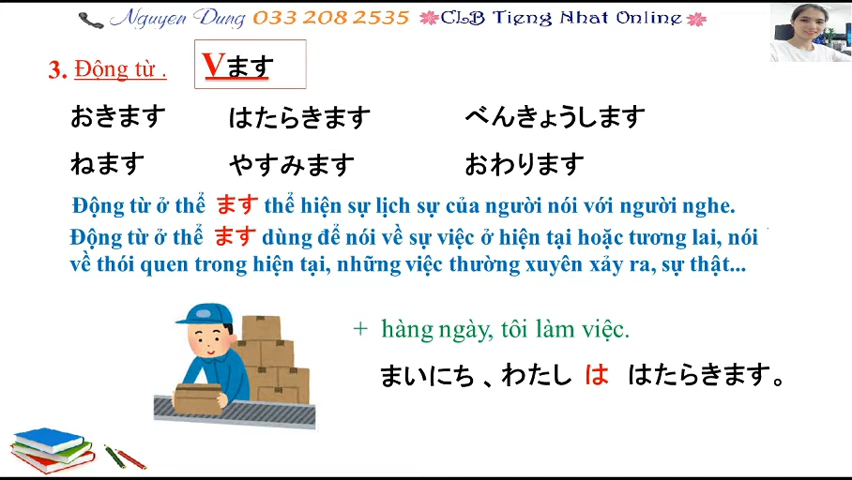 Nguyen Dung 033 208 2535 CLB Tieng Nhat Online
3. Động từ . Vます
おきます はたらきます べんきょうします
ねます やすみます おわります
Động từ ở thể ます thể hiện sự lịch sự của người nói với người nghe.
Động từ ở thể ます dùng để nói về sự việc ở hiện tại hoặc tương lai, nói
về thói quen trong hiện tại, những việc thường xuyên xảy ra, sự thật...
+ hàng ngày, tôi làm việc.
まいにち 、わたし は はたらきます。